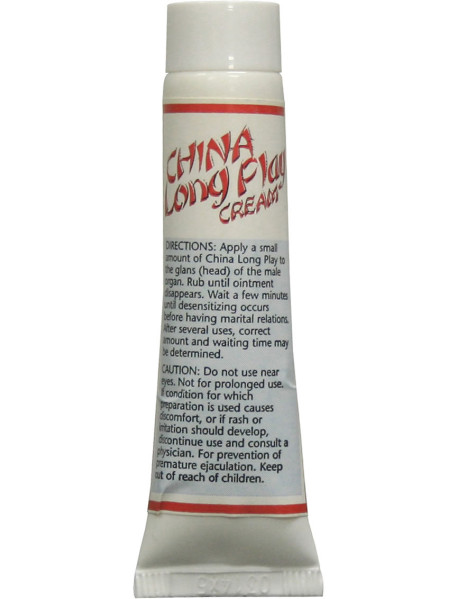 CHINA
Long Play
CREAM
DIRECTIONS: Apply a small
amount of China Long Play to
the glans (head) of the male
organ. Rub until ointment
disappears. Wait a few minutes
until desensitizing occurs
before having marital relations.
After several uses, correct
amount and waiting time may
be determined.
CAUTION: Do not use near
eyes. Not for prolonged use.
If condition for which
preparation is used causes
discomfort, or if rash or
irritation should develop,
discontinue use and consult a
physician. For prevention of
premature ejaculation. Keep
out of reach of children.